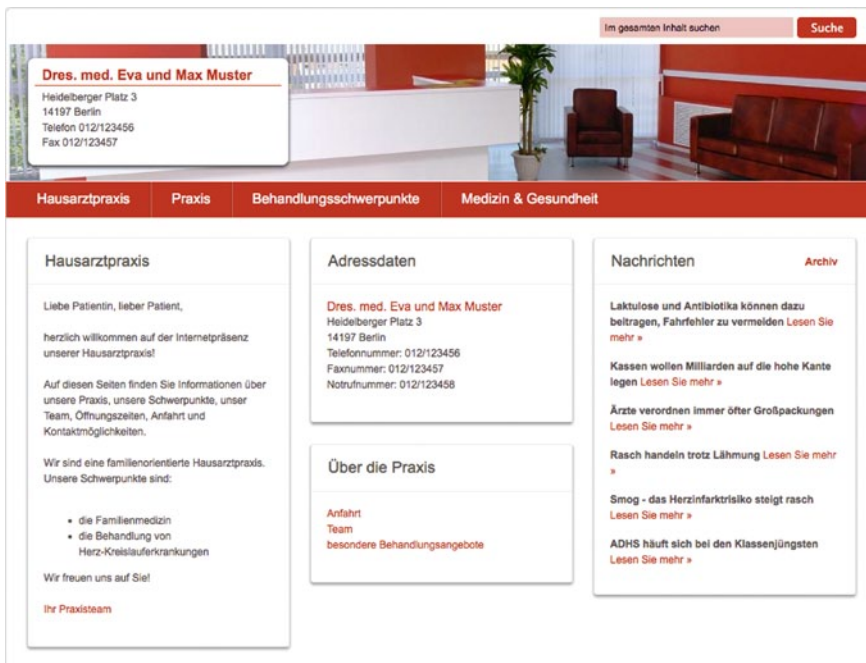 Im gesamten Inhalt suchen
Suche
Dres. med. Eva und Max Muster
Heidelberger Platz 3
14197 Berlin
Telefon 012/123456
Fax 012/123457
Hausarztpraxis
Praxis
Behandlungsschwerpunkte
Medizin & Gesundheit
Hausarztpraxis
Liebe Patientin, lieber Patient,
herzlich willkommen auf der Internetpräsenz
unserer Hausarztpraxis!
Auf diesen Seiten finden Sie Informationen über
unsere Praxis, unsere Schwerpunkte, unser
Team, Öffnungszeiten, Anfahrt und
Kontaktmöglichkeiten.
Wir sind eine familienorientierte Hausarztpraxis.
Unsere Schwerpunkte sind:
• die Familienmedizin
• die Behandlung von
Herz-Kreislauferkrankungen
Wir freuen uns auf Sie!
Ihr Praxisteam
Adressdaten
Dres. med. Eva und Max Muster
Heidelberger Platz 3
14197 Berlin
Telefonnummer: 012/123456
Faxnummer: 012/123457
Notrufnummer: 012/123458
Über die Praxis
Anfahrt
Team
besondere Behandlungsangebote
Nachrichten
Archiv
Laktulose und Antibiotika können dazu
beitragen, Fahrfehler zu vermeiden Lesen Sie
mehr »
Kassen wollen Milliarden auf die hohe Kante
legen Lesen Sie mehr »
Ärzte verordnen immer öfter Großpackungen
Lesen Sie mehr »
Rasch handeln trotz Lähmung Lesen Sie mehr
»
Smog - das Herzinfarktrisiko steigt rasch
Lesen Sie mehr »
ADHS häuft sich bei den Klassenjüngsten
Lesen Sie mehr »